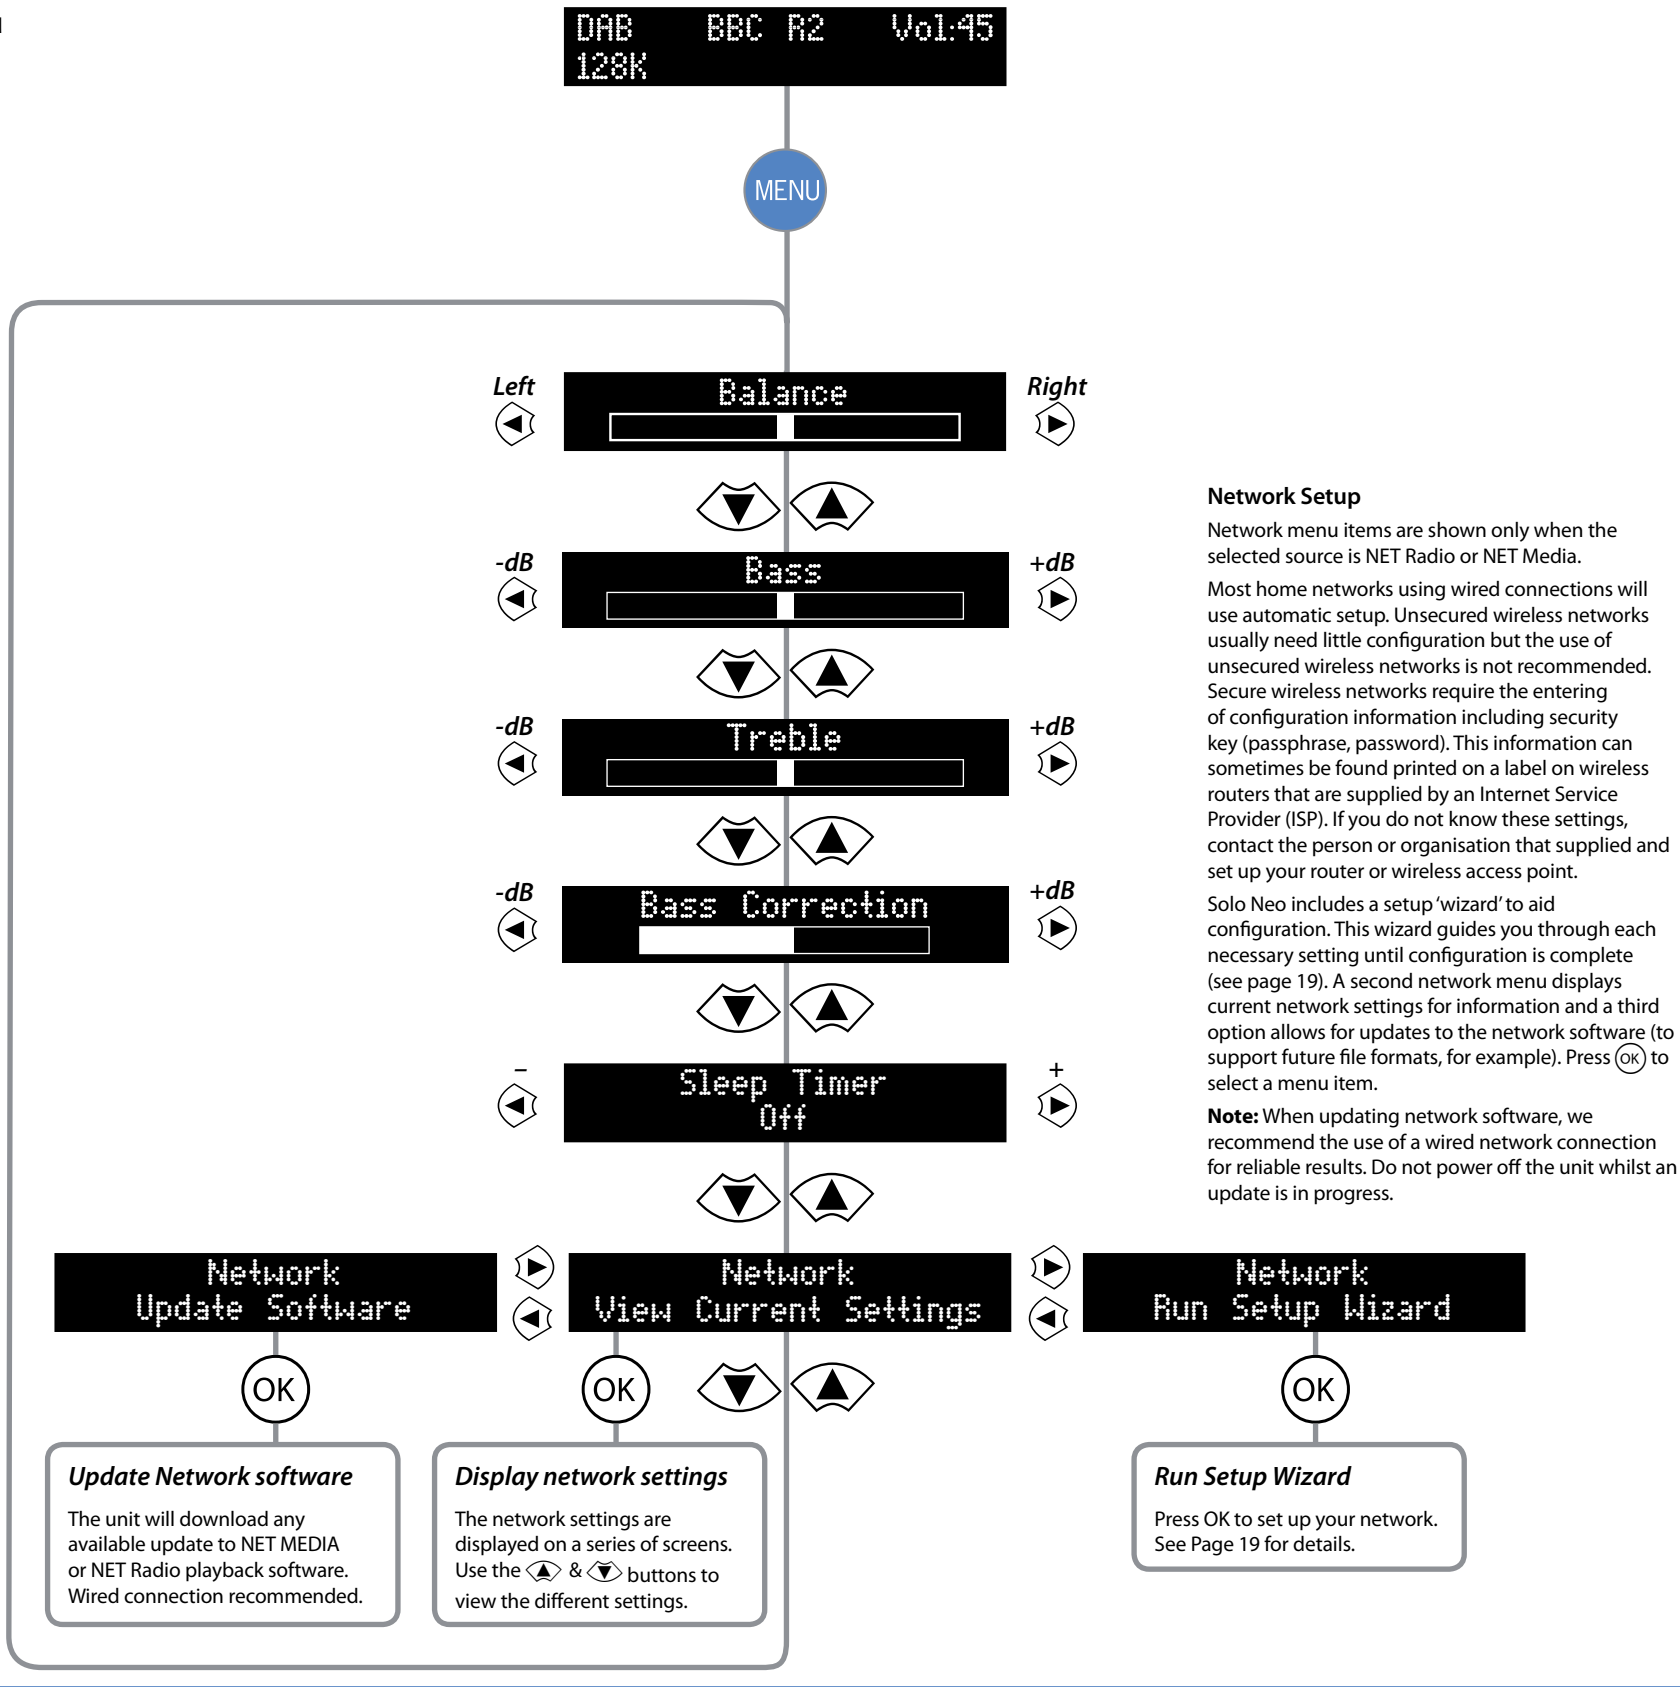 DAB BBC R2 Vol:45
128K
MENU
Left
Balance
Right
-dB
Bass
+dB
-dB
Treble
+dB
-dB
Bass Correction
+dB
–
Sleep Timer
Off
+
Network
Update Software
Network
View Current Settings
Network
Run Setup Wizard
OK
OK
OK
Update Network software
The unit will download any
available update to NET MEDIA
or NET Radio playback software.
Wired connection recommended.
Display network settings
The network settings are
displayed on a series of screens.
Use the & buttons to
view the different settings.
Run Setup Wizard
Press OK to set up your network.
See Page 19 for details.
Network Setup
Network menu items are shown only when the
selected source is NET Radio or NET Media.
Most home networks using wired connections will
use automatic setup. Unsecured wireless networks
usually need little configuration but the use of
unsecured wireless networks is not recommended.
Secure wireless networks require the entering
of configuration information including security
key (passphrase, password). This information can
sometimes be found printed on a label on wireless
routers that are supplied by an Internet Service
Provider (ISP). If you do not know these settings,
contact the person or organisation that supplied and
set up your router or wireless access point.
Solo Neo includes a setup ‘wizard’ to aid
configuration. This wizard guides you through each
necessary setting until configuration is complete
(see page 19). A second network menu displays
current network settings for information and a third
option allows for updates to the network software (to
support future file formats, for example). Press OK to
select a menu item.
Note: When updating network software, we
recommend the use of a wired network connection
for reliable results. Do not power off the unit whilst an
update is in progress.